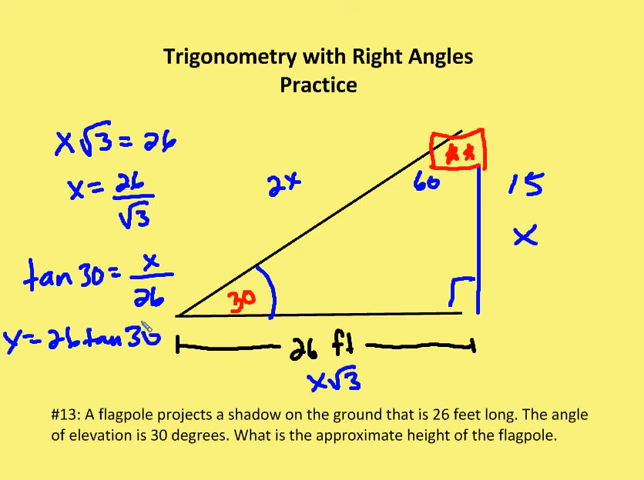 Trigonometry with Right Angles
Practice
x√3 = 26
x = 26/√3
2x
60
15
x
tan 30 = x/26
30
x = 26 tan 30
26 ft
x√3
#13: A flagpole projects a shadow on the ground that is 26 feet long. The angle
of elevation is 30 degrees. What is the approximate height of the flagpole.